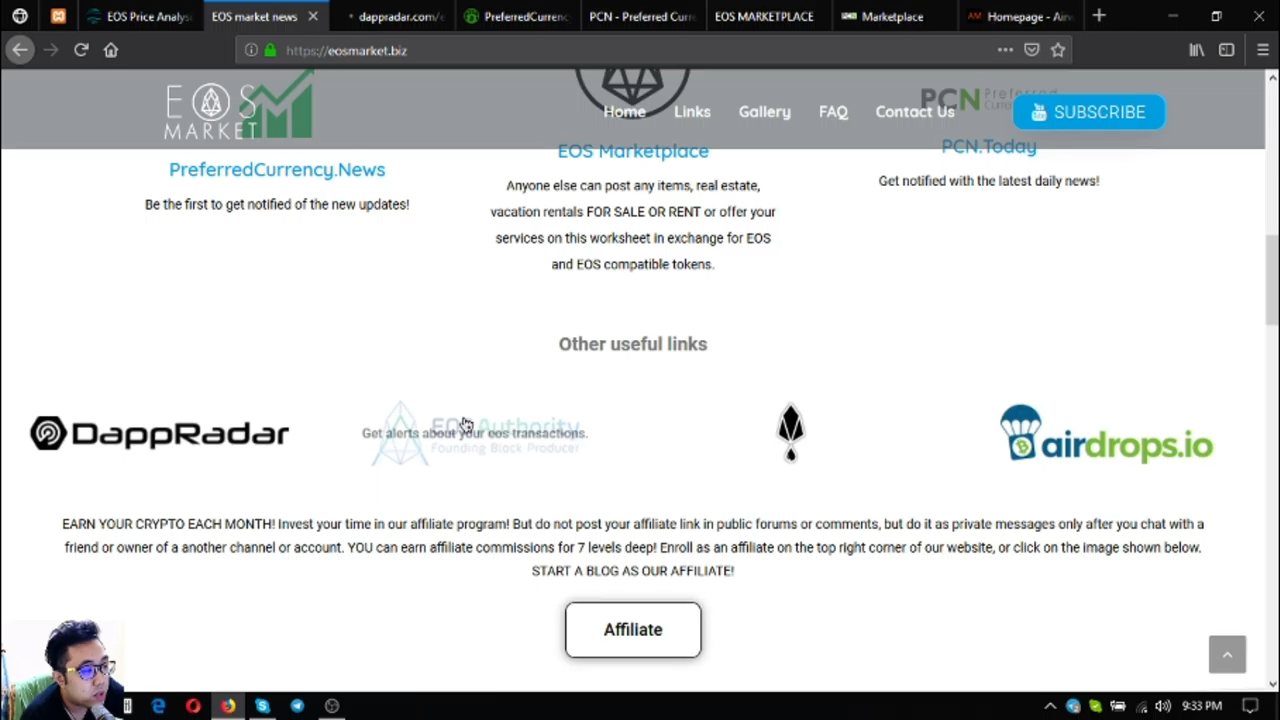 EOS Price Analys
EOS market news
dappradar.com/e
PreferredCurrenc
PCN - Preferred Curre
EOS MARKETPLACE
Marketplace
Homepage - Air
https://eosmarket.biz
EOS
MARKET
Home
Links
Gallery
FAQ
Contact Us
PCN Preferred
SUBSCRIBE
PreferredCurrency.News
Be the first to get notified of the new updates!
EOS Marketplace
Anyone else can post any items, real estate,
vacation rentals FOR SALE OR RENT or offer your
services on this worksheet in exchange for EOS
and EOS compatible tokens.
PCN.Today
Get notified with the latest daily news!
Other useful links
DappRadar
EOS Authority
Get alerts about your eos transactions.
Founding Block Producer
airdrops.io
EARN YOUR CRYPTO EACH MONTH! Invest your time in our affiliate program! But do not post your affiliate link in public forums or comments, but do it as private messages only after you chat with a
friend or owner of a another channel or account. YOU can earn affiliate commissions for 7 levels deep! Enroll as an affiliate on the top right corner of our website, or click on the image shown below.
START A BLOG AS OUR AFFILIATE!
Affiliate
9:33 PM